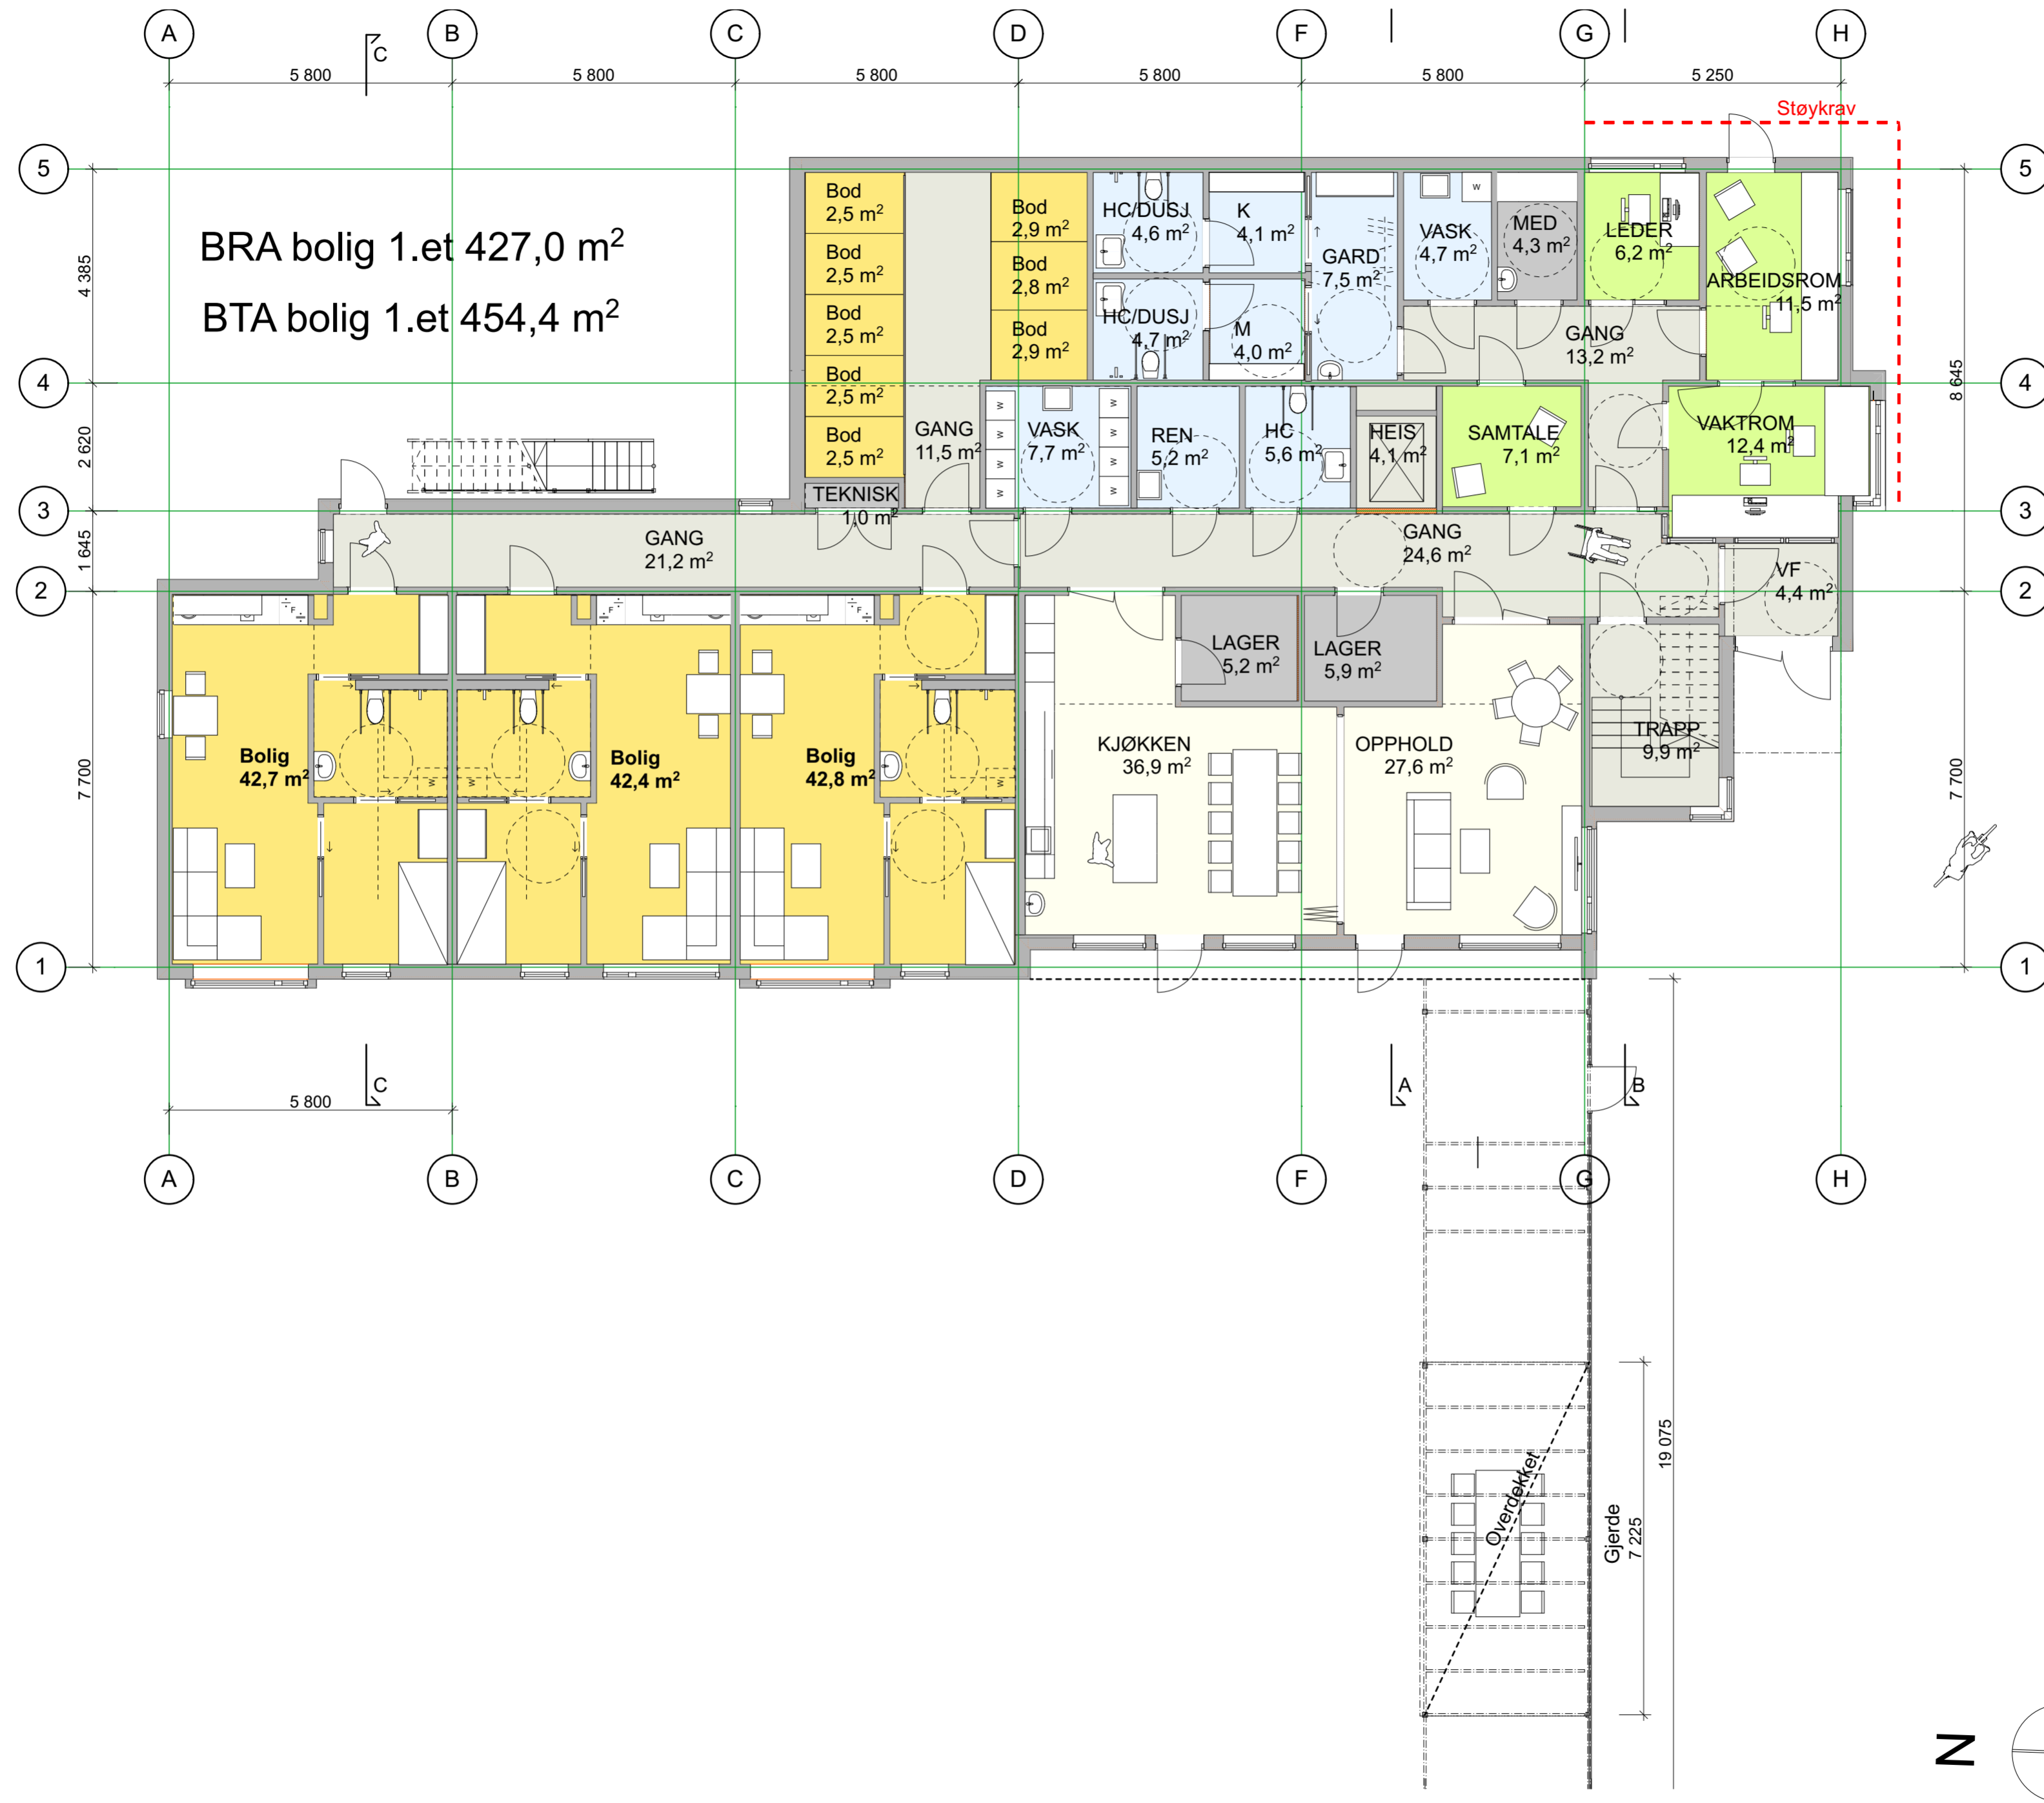 A
B
C
D
F
G
H
C
5 800
5 800
5 800
5 800
5 800
5 250
Støykrav
5
5
BRA bolig 1.et 427,0 m²
BTA bolig 1.et 454,4 m²
4 385
2 620
1 645
7 700
8 645
7 700
Bod
2,5 m²
Bod
2,5 m²
Bod
2,5 m²
Bod
2,5 m²
Bod
2,5 m²
Bod
2,9 m²
Bod
2,8 m²
Bod
2,9 m²
HC/DUSJ
4,6 m²
K
4,1 m²
HC/DUSJ
4,7 m²
M
4,0 m²
GARD
7,5 m²
VASK
4,7 m²
W
MED
4,3 m²
LEDER
6,2 m²
ARBEIDSROM
11,5 m²
GANG
13,2 m²
4
4
GANG
11,5 m²
W
W
W
W
VASK
7,7 m²
W
W
W
W
REN
5,2 m²
HC
5,6 m²
HEIS
4,1 m²
SAMTALE
7,1 m²
VAKTROM
12,4 m²
TEKNISK
1,0 m²
3
3
GANG
21,2 m²
GANG
24,6 m²
VF
4,4 m²
2
2
F
F
F
LAGER
5,2 m²
LAGER
5,9 m²
Bolig
42,7 m²
W
W
Bolig
42,4 m²
Bolig
42,8 m²
W
KJØKKEN
36,9 m²
OPPHOLD
27,6 m²
TRAPP
9,9 m²
1
1
C
A
B
5 800
A
B
C
D
F
G
H
Overdekket
Gjerde
7 225
19 075
N